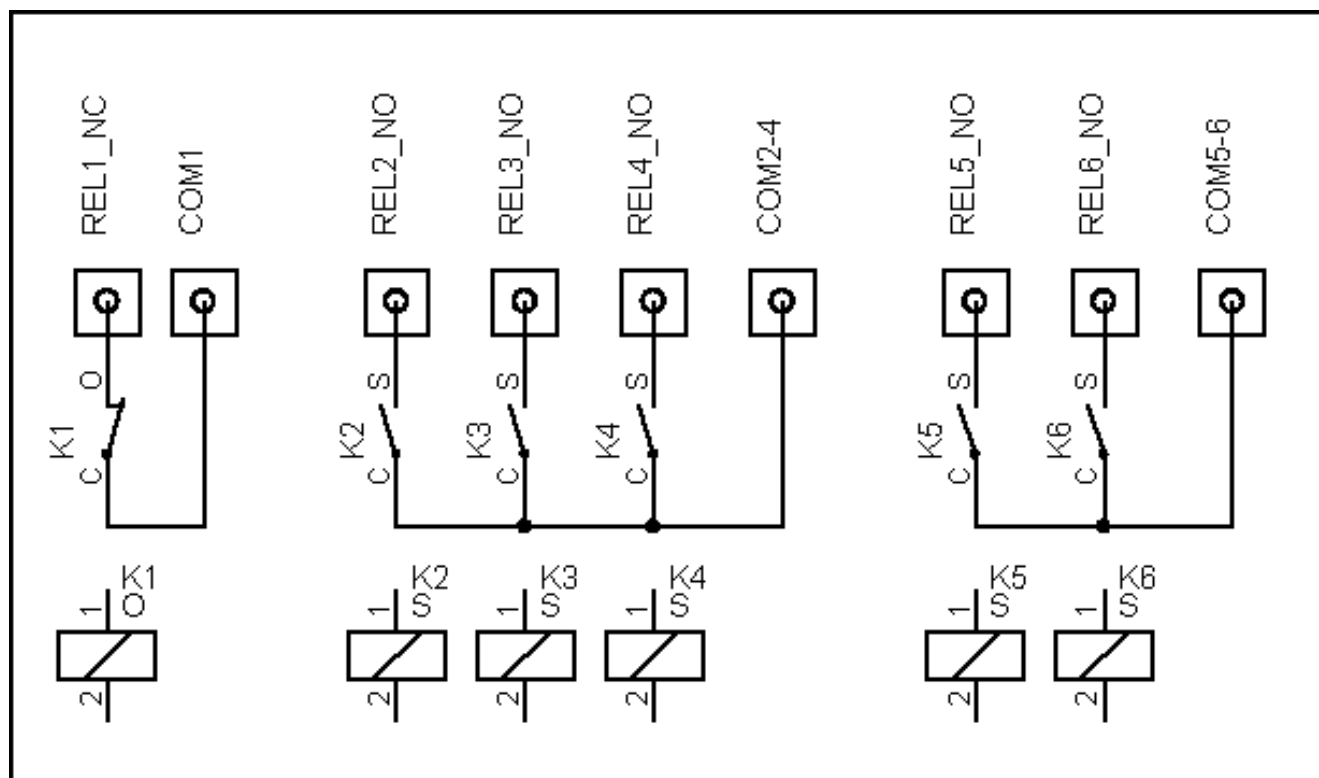 REL1_NC
COM1
REL2_NO
REL3_NO
REL4_NO
COM2-4
REL5_NO
REL6_NO
COM5-6
O
S
S
S
S
S
K1
K2
K3
K4
K5
K6
C
C
C
C
C
C
K1
K2
K3
K4
K5
K6
1
O
1
S
1
S
1
S
1
S
1
S
2
2
2
2
2
2